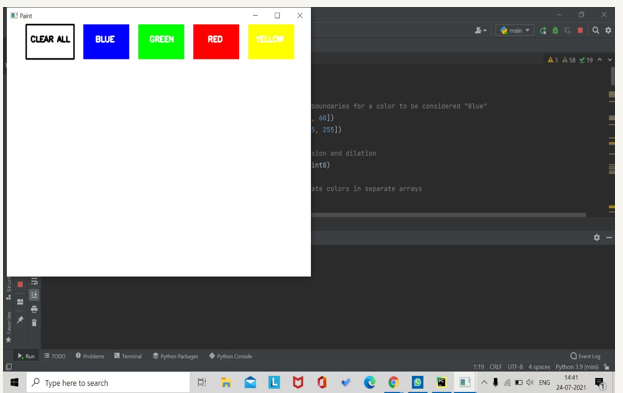 Paint
CLEAR ALL BLUE GREEN RED YELLOW
main
3 58 19
boundaries for a color to be considered "Blue"
, 60])
5, 255])
sion and dilation
int8)
ate colors in separate arrays
Favorites
Run TODO Problems Terminal Python Packages Python Console Event Log
1:19 CRLF UTF-8 4 spaces Python 3.9 (mini)
Type here to search
ENG
14:41
24-07-2021